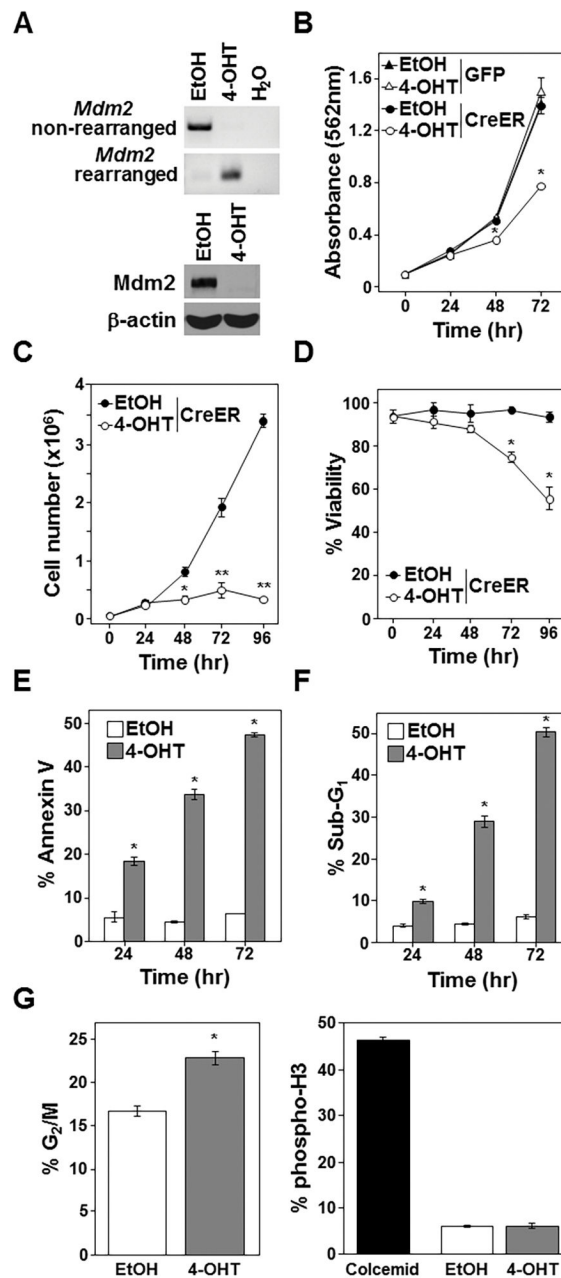 A
EtOH
4-OHT
H₂O
Mdm2
non-rearranged
Mdm2
rearranged
EtOH
4-OHT
Mdm2
β-actin
B
EtOH
4-OHT
GFP
EtOH
4-OHT
CreER
Absorbance (562nm)
1.6
1.2
0.8
0.4
0
*
*
0 24 48 72
Time (hr)
C
EtOH
4-OHT
CreER
Cell number (x10⁶)
4
3
2
1
0
* ** **
0 24 48 72 96
Time (hr)
D
% Viability
100
80
60
40
20
0
*
*
EtOH
4-OHT
CreER
0 24 48 72 96
Time (hr)
E
EtOH
4-OHT
% Annexin V
50
40
30
20
10
0
* * *
24 48 72
Time (hr)
F
EtOH
4-OHT
% Sub-G₁
50
40
30
20
10
0
* * *
24 48 72
Time (hr)
G
% G₂/M
25
20
15
10
5
0
*
EtOH 4-OHT
% phospho-H3
50
40
30
20
10
0
Colcemid EtOH 4-OHT